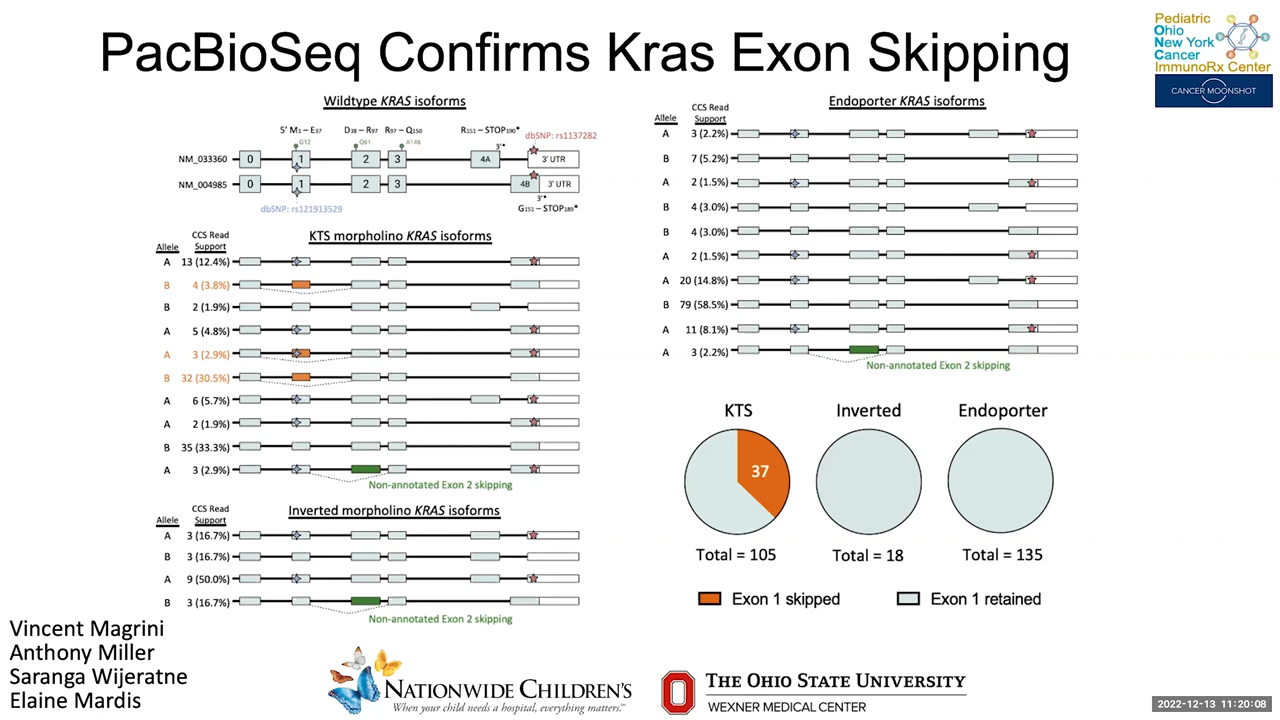 PacBioSeq Confirms Kras Exon Skipping
Pediatric
Ohio
New York
Cancer
ImmunoRx Center
CANCER MOONSHOT
Wildtype KRAS isoforms
5' M1 – E37 D38 – R97 R97 – Q150 R151 – STOP190*
dbSNP: rs1137282
G12 Q61 A146 3'*
NM_033360 0 1 2 3 4A 3' UTR
NM_004985 0 1 2 3 4B 3' UTR
3'*
dbSNP: rs121913529
G151 – STOP189*
KTS morpholino KRAS isoforms
Allele CCS Read Support
A 13 (12.4%)
B 4 (3.8%)
B 2 (1.9%)
A 5 (4.8%)
A 3 (2.9%)
B 32 (30.5%)
A 6 (5.7%)
A 2 (1.9%)
B 35 (33.3%)
A 3 (2.9%)
Non-annotated Exon 2 skipping
Inverted morpholino KRAS isoforms
Allele CCS Read Support
A 3 (16.7%)
B 3 (16.7%)
A 9 (50.0%)
B 3 (16.7%)
Non-annotated Exon 2 skipping
Endoporter KRAS isoforms
Allele CCS Read Support
A 3 (2.2%)
B 7 (5.2%)
A 2 (1.5%)
B 4 (3.0%)
B 4 (3.0%)
A 2 (1.5%)
A 20 (14.8%)
B 79 (58.5%)
A 11 (8.1%)
A 3 (2.2%)
Non-annotated Exon 2 skipping
KTS Inverted Endoporter
37
Total = 105 Total = 18 Total = 135
Exon 1 skipped Exon 1 retained
Vincent Magrini
Anthony Miller
Saranga Wijeratne
Elaine Mardis
NATIONWIDE CHILDREN'S
When your child needs a hospital, everything matters.℠
THE OHIO STATE UNIVERSITY
WEXNER MEDICAL CENTER
2022-12-13 11:20:08